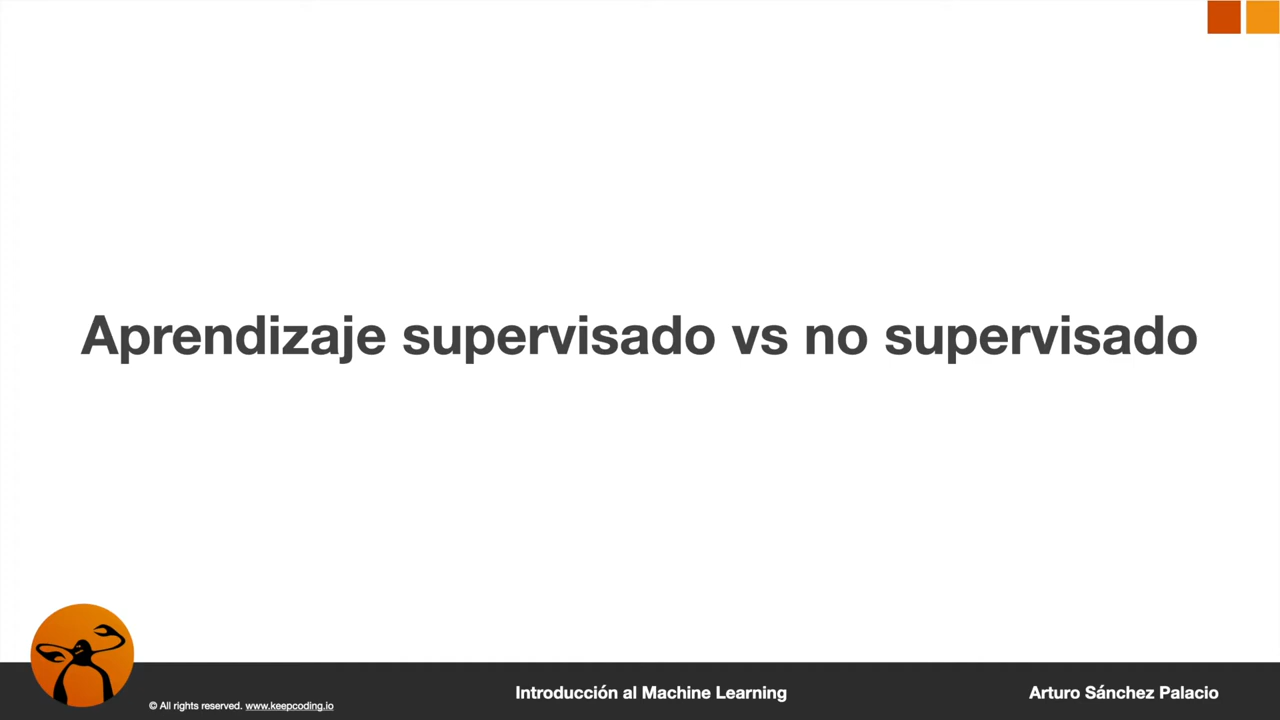 Aprendizaje supervisado vs no supervisado
© All rights reserved. www.keepcoding.io
Introducción al Machine Learning
Arturo Sánchez Palacio